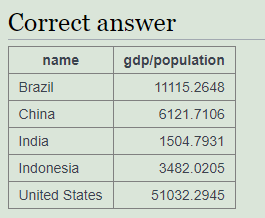 Correct answer
name gdp/population
Brazil 11115.2648
China 6121.7106
India 1504.7931
Indonesia 3482.0205
United States 51032.2945